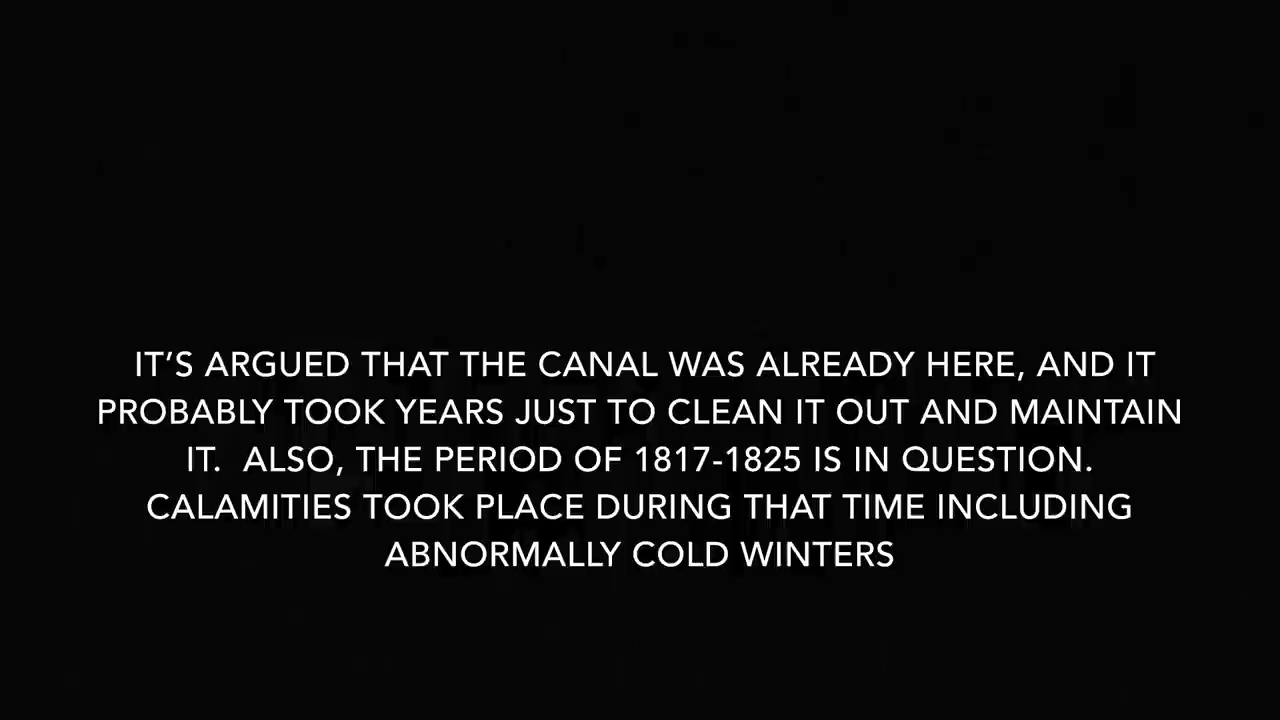 IT’S ARGUED THAT THE CANAL WAS ALREADY HERE, AND IT
PROBABLY TOOK YEARS JUST TO CLEAN IT OUT AND MAINTAIN
IT.  ALSO, THE PERIOD OF 1817-1825 IS IN QUESTION.
CALAMITIES TOOK PLACE DURING THAT TIME INCLUDING
ABNORMALLY COLD WINTERS